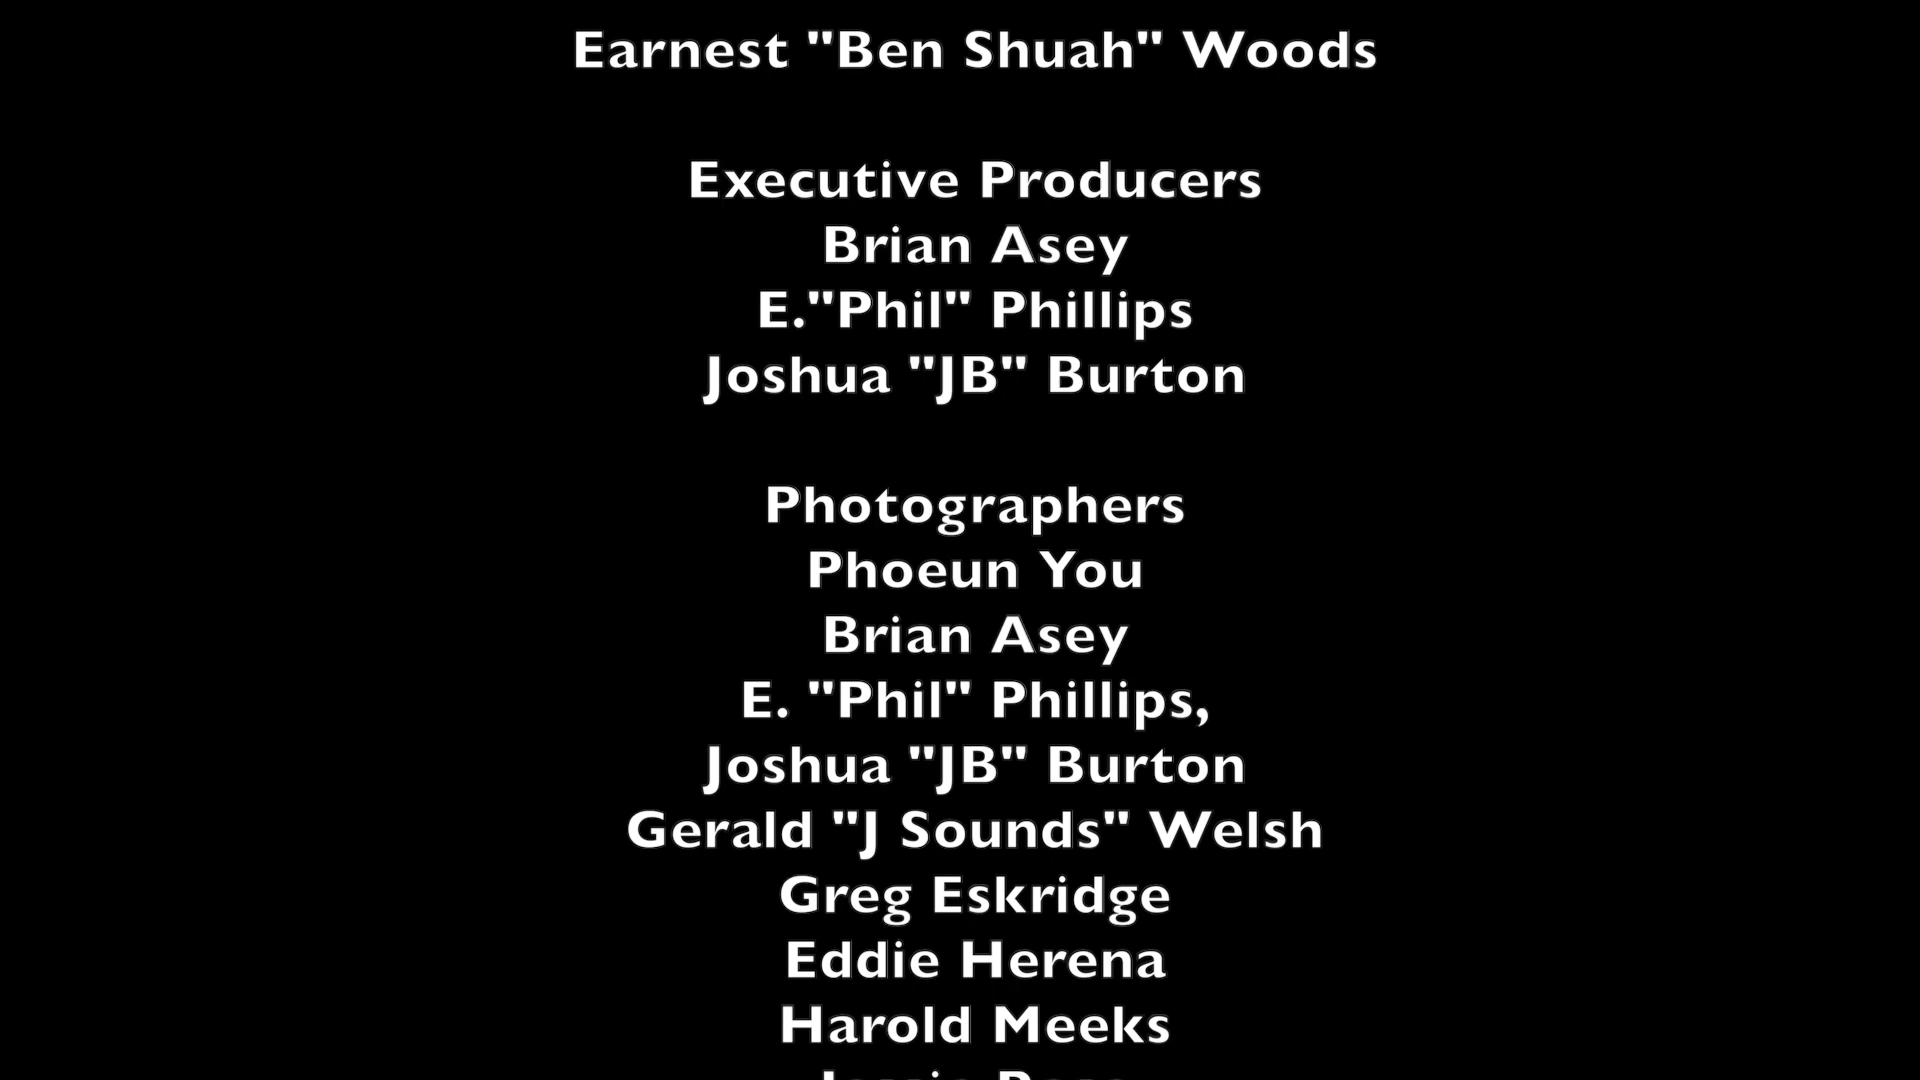 Earnest "Ben Shuah" Woods
Executive Producers
Brian Asey
E."Phil" Phillips
Joshua "JB" Burton
Photographers
Phoeun You
Brian Asey
E. "Phil" Phillips,
Joshua "JB" Burton
Gerald "J Sounds" Welsh
Greg Eskridge
Eddie Herena
Harold Meeks